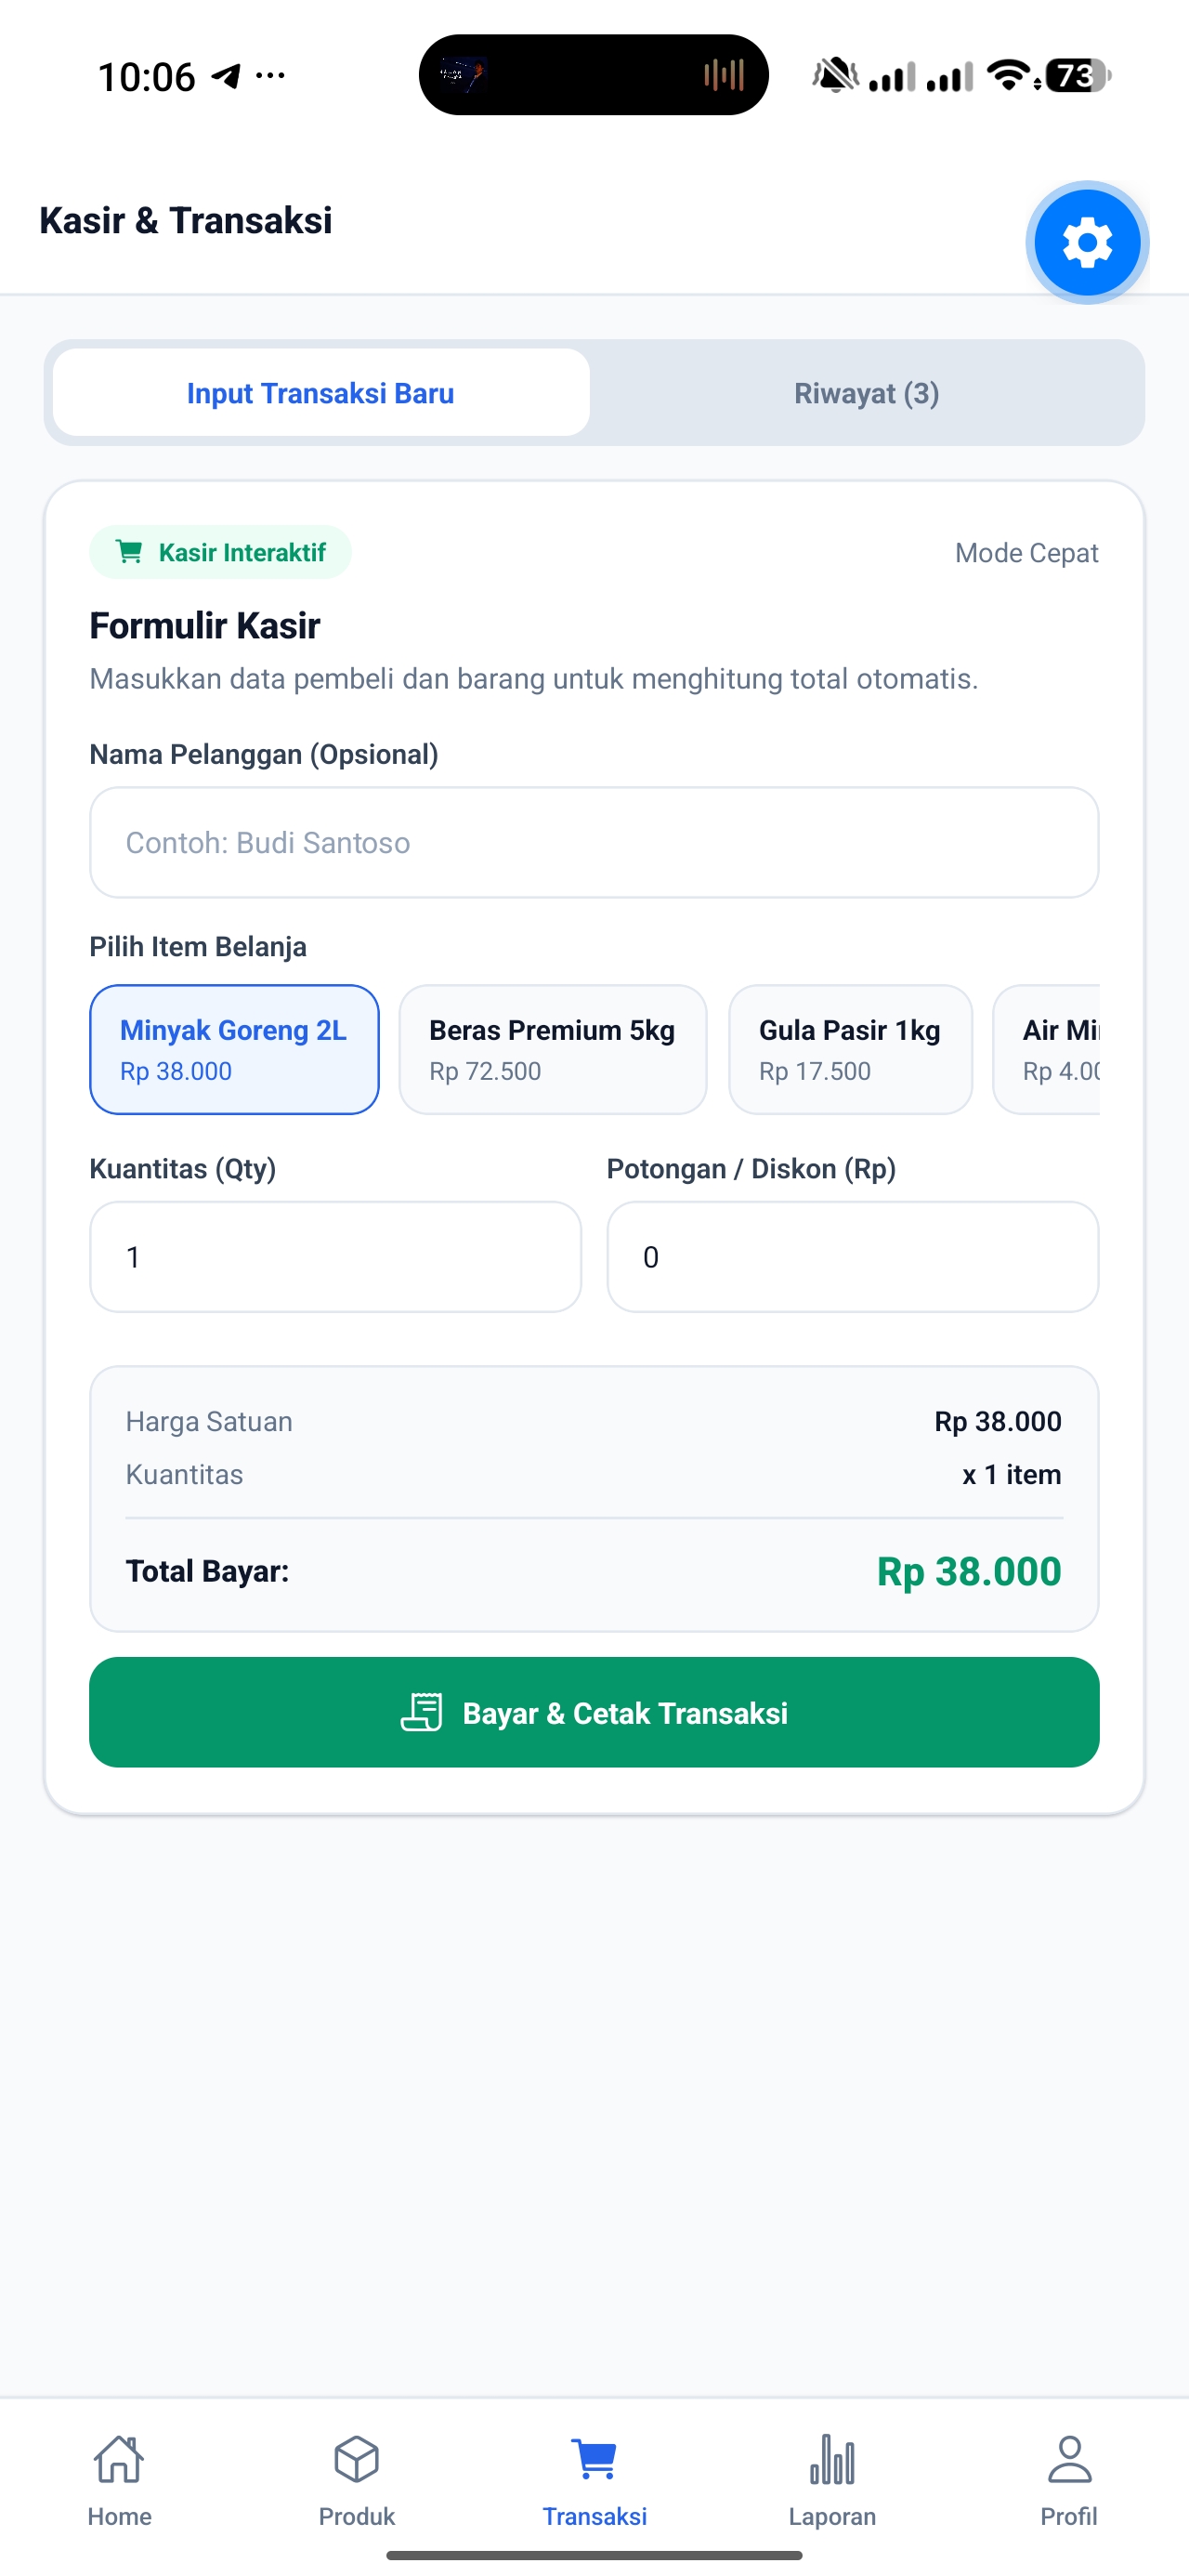 10:06
73
Kasir & Transaksi
Input Transaksi Baru
Riwayat (3)
Kasir Interaktif
Mode Cepat
Formulir Kasir
Masukkan data pembeli dan barang untuk menghitung total otomatis.
Nama Pelanggan (Opsional)
Contoh: Budi Santoso
Pilih Item Belanja
Minyak Goreng 2L
Rp 38.000
Beras Premium 5kg
Rp 72.500
Gula Pasir 1kg
Rp 17.500
Air
Rp
Kuantitas (Qty)
Potongan / Diskon (Rp)
1
0
Harga Satuan
Rp 38.000
Kuantitas
x 1 item
Total Bayar:
Rp 38.000
Bayar & Cetak Transaksi
Home
Produk
Transaksi
Laporan
Profil